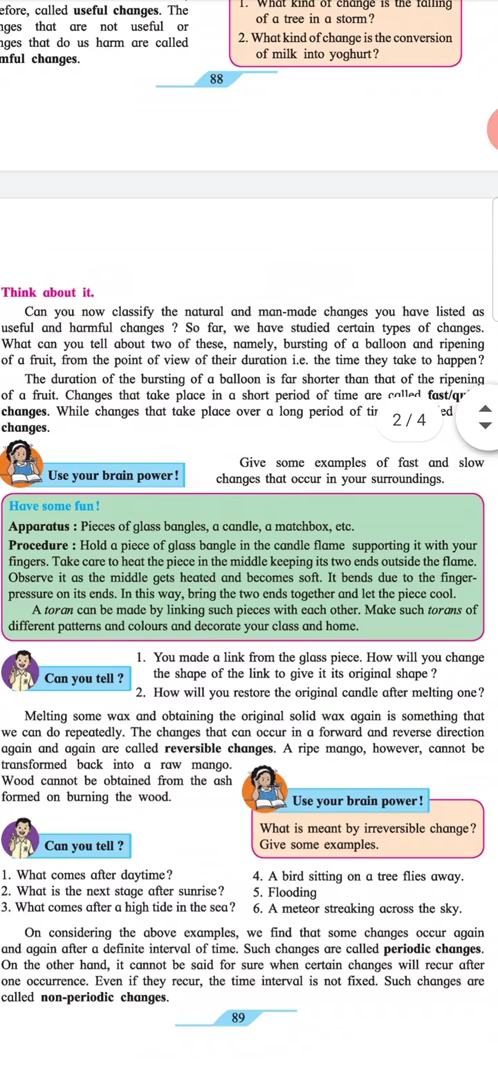 efore, called useful changes. The
nges that are not useful or
nges that do us harm are called
mful changes.
1. What kind of change is the falling
of a tree in a storm?
2. What kind of change is the conversion
of milk into yoghurt?
88
Think about it.
Can you now classify the natural and man-made changes you have listed as
useful and harmful changes ? So far, we have studied certain types of changes.
What can you tell about two of these, namely, bursting of a balloon and ripening
of a fruit, from the point of view of their duration i.e. the time they take to happen?
The duration of the bursting of a balloon is far shorter than that of the ripening
of a fruit. Changes that take place in a short period of time are called fast/qu
changes. While changes that take place over a long period of ti ed
changes.
2 / 4
Use your brain power!
Give some examples of fast and slow
changes that occur in your surroundings.
Have some fun!
Apparatus : Pieces of glass bangles, a candle, a matchbox, etc.
Procedure : Hold a piece of glass bangle in the candle flame supporting it with your
fingers. Take care to heat the piece in the middle keeping its two ends outside the flame.
Observe it as the middle gets heated and becomes soft. It bends due to the finger-
pressure on its ends. In this way, bring the two ends together and let the piece cool.
A toran can be made by linking such pieces with each other. Make such torans of
different patterns and colours and decorate your class and home.
Can you tell ?
1. You made a link from the glass piece. How will you change
the shape of the link to give it its original shape ?
2. How will you restore the original candle after melting one?
Melting some wax and obtaining the original solid wax again is something that
we can do repeatedly. The changes that can occur in a forward and reverse direction
again and again are called reversible changes. A ripe mango, however, cannot be
transformed back into a raw mango.
Wood cannot be obtained from the ash
formed on burning the wood.
Use your brain power!
What is meant by irreversible change?
Give some examples.
Can you tell ?
1. What comes after daytime?
2. What is the next stage after sunrise?
3. What comes after a high tide in the sea?
4. A bird sitting on a tree flies away.
5. Flooding
6. A meteor streaking across the sky.
On considering the above examples, we find that some changes occur again
and again after a definite interval of time. Such changes are called periodic changes.
On the other hand, it cannot be said for sure when certain changes will recur after
one occurrence. Even if they recur, the time interval is not fixed. Such changes are
called non-periodic changes.
89